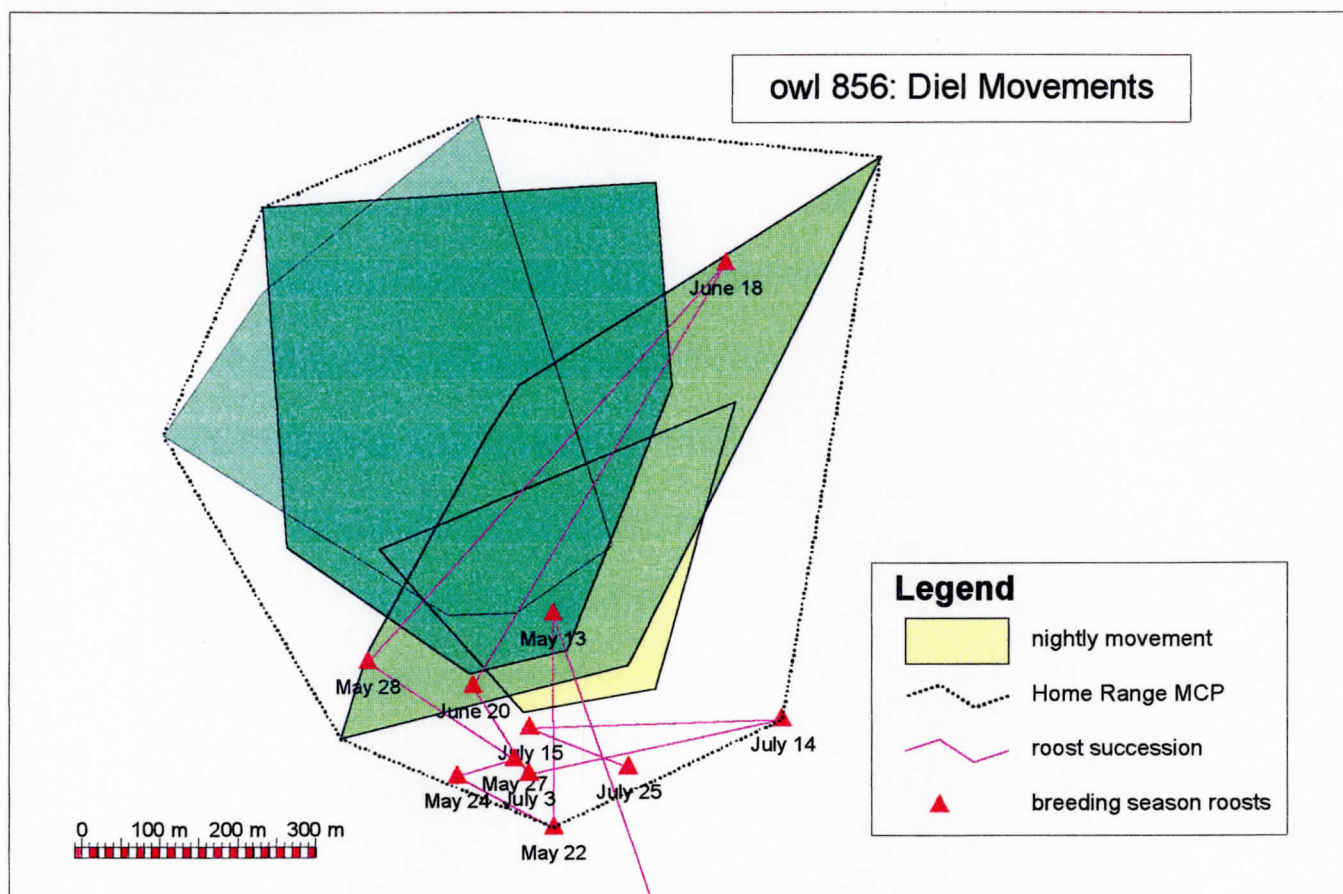 owl 856: Diel Movements
June 18
May 13
May 28
June 20
July 15
July 14
May 27
May 24
July 3
July 25
May 22
Legend
nightly movement
Home Range MCP
roost succession
breeding season roosts
0 100 m 200 m 300 m